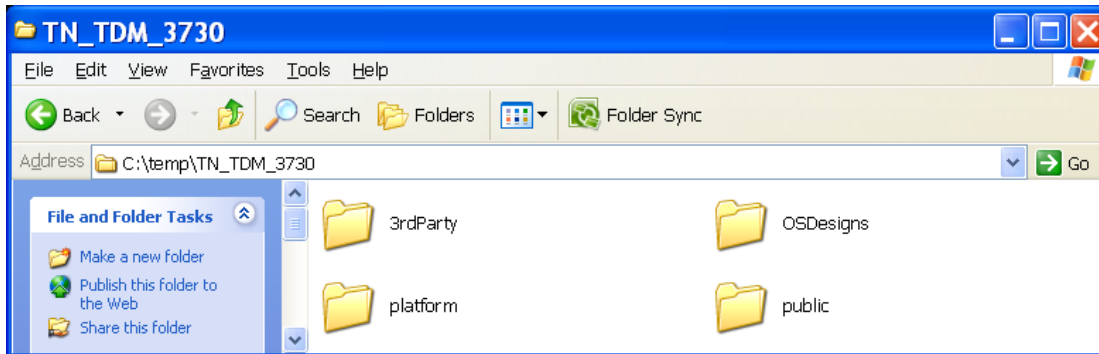 TN_TDM_3730
File Edit View Favorites Tools Help
Back Search Folders Folder Sync
Address C:\temp\TN_TDM_3730 Go
File and Folder Tasks
Make a new folder
Publish this folder to
the Web
Share this folder
3rdParty OSDesigns
platform public